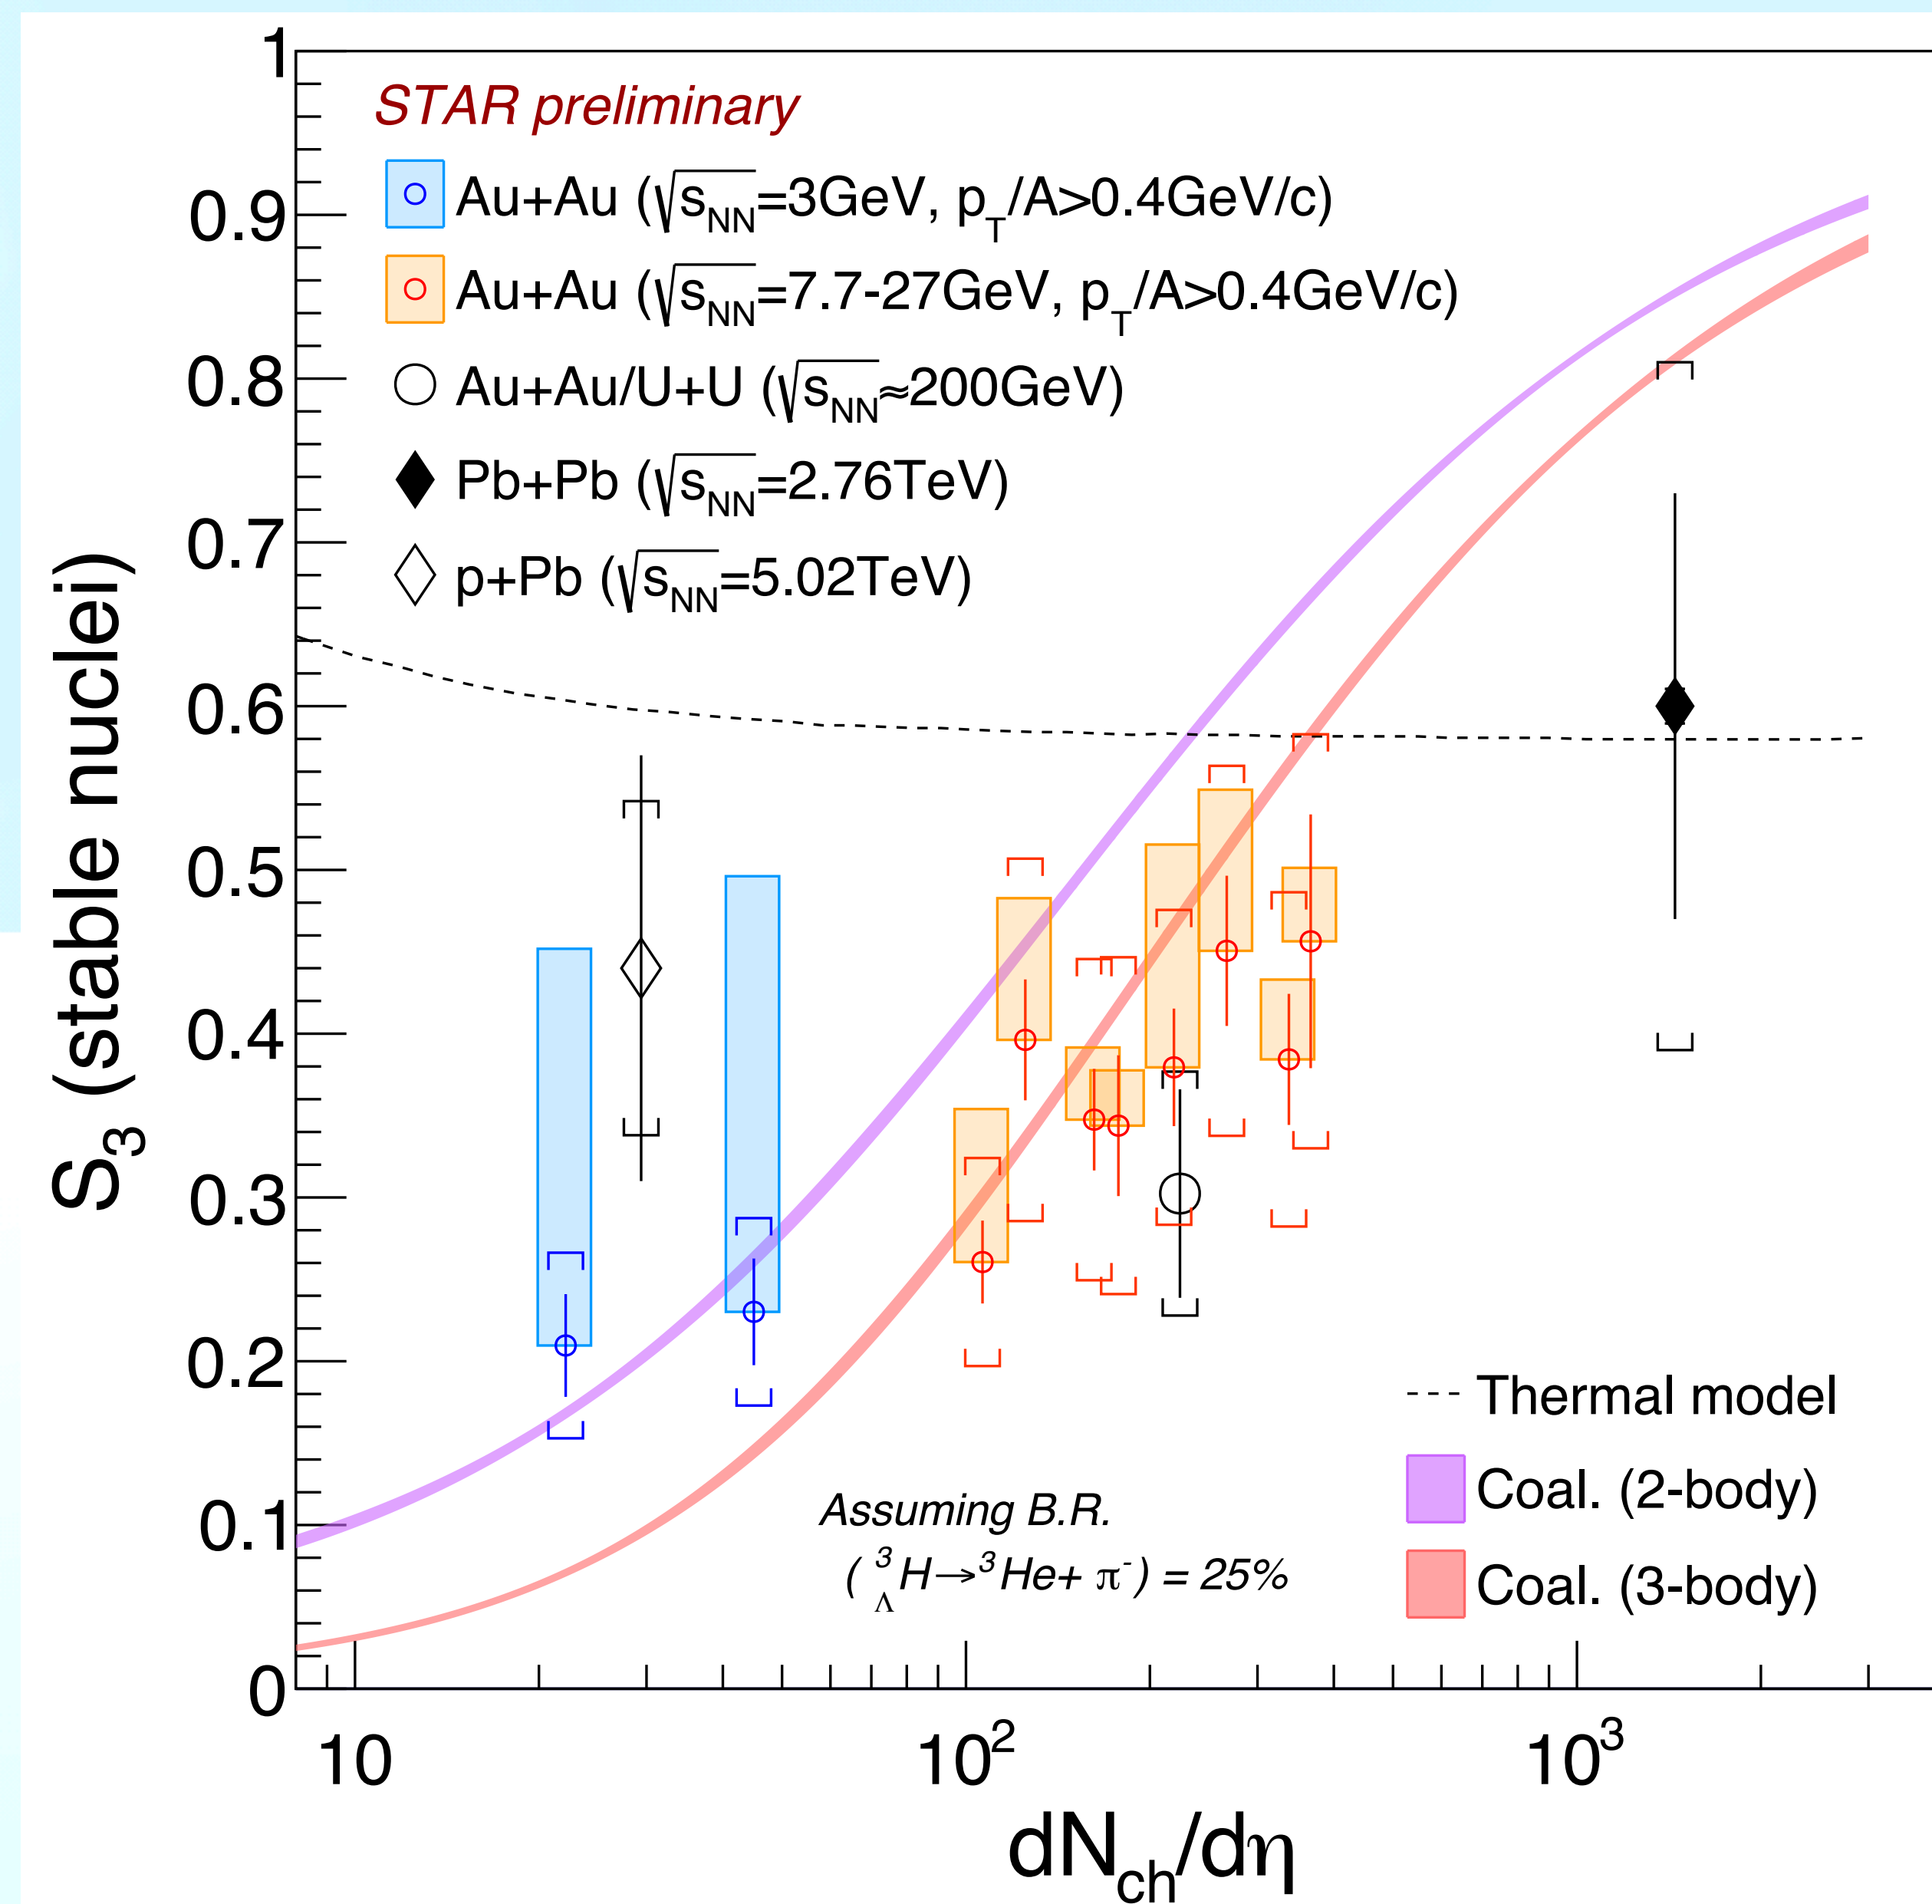 STAR preliminary
Au+Au (√sNN=3GeV, pT/A>0.4GeV/c)
Au+Au (√sNN=7.7-27GeV, pT/A>0.4GeV/c)
Au+Au/U+U (√sNN≈200GeV)
Pb+Pb (√sNN=2.76TeV)
p+Pb (√sNN=5.02TeV)
S3 (stable nuclei)
1
0.9
0.8
0.7
0.6
0.5
0.4
0.3
0.2
0.1
0
Thermal model
Coal. (2-body)
Coal. (3-body)
Assuming B.R.
(³ΛH→³He+ π⁻) = 25%
10
10²
10³
dNch/dη